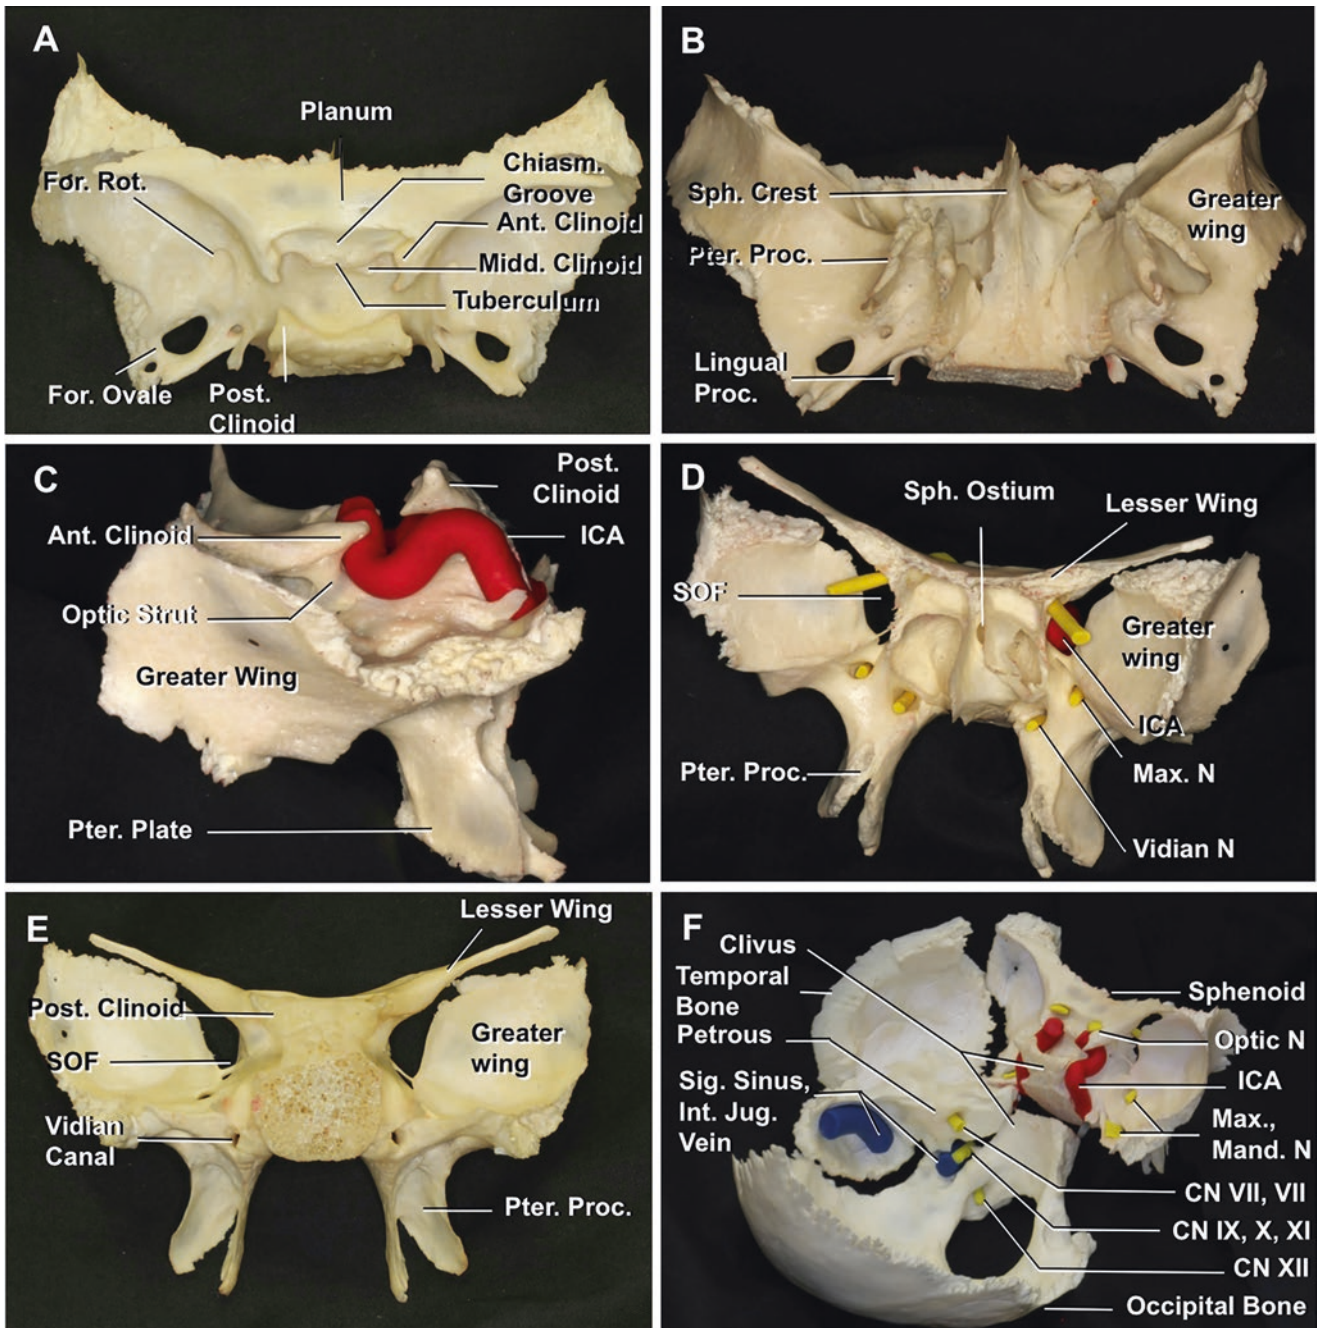 A
Planum
For. Rot.
Chiasm.
Groove
Ant. Clinoid
Midd. Clinoid
Tuberculum
For. Ovale
Post.
Clinoid
B
Sph. Crest
Greater
wing
Pter. Proc.
Lingual
Proc.
C
Post.
Clinoid
Ant. Clinoid
ICA
Optic Strut
Greater Wing
Pter. Plate
D
Sph. Ostium
Lesser Wing
SOF
Greater
wing
ICA
Pter. Proc.
Max. N
Vidian N
E
Lesser Wing
Post. Clinoid
Greater
wing
SOF
Vidian
Canal
Pter. Proc.
F
Clivus
Temporal
Bone
Petrous
Sig. Sinus,
Int. Jug.
Vein
Sphenoid
Optic N
ICA
Max.,
Mand. N
CN VII, VII
CN IX, X, XI
CN XII
Occipital Bone